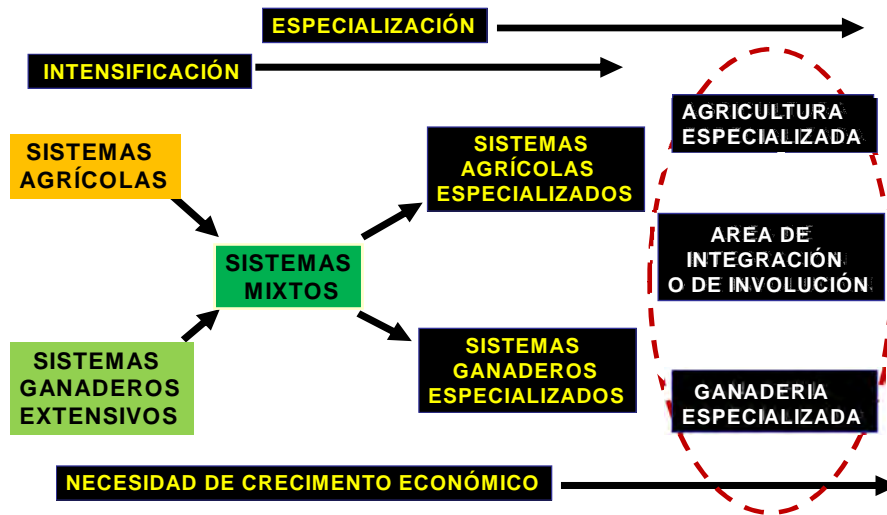 ESPECIALIZACIÓN
INTENSIFICACIÓN
SISTEMAS
AGRÍCOLAS
SISTEMAS
GANADEROS
EXTENSIVOS
SISTEMAS
MIXTOS
SISTEMAS
AGRÍCOLAS
ESPECIALIZADOS
SISTEMAS
GANADEROS
ESPECIALIZADOS
AGRICULTURA
ESPECIALIZADA
AREA DE
INTEGRACIÓN
O DE INVOLUCIÓN
GANADERIA
ESPECIALIZADA
NECESIDAD DE CRECIMENTO ECONÓMICO